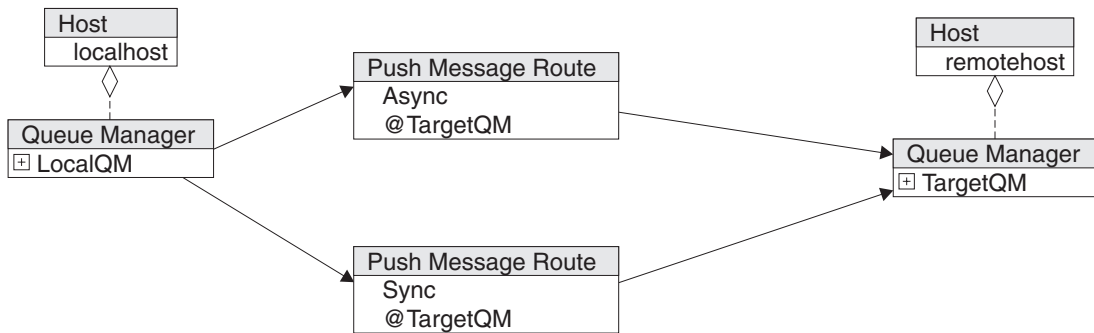 Host
localhost
Queue Manager
LocalQM
Push Message Route
Async
@TargetQM
Push Message Route
Sync
@TargetQM
Host
remotehost
Queue Manager
TargetQM